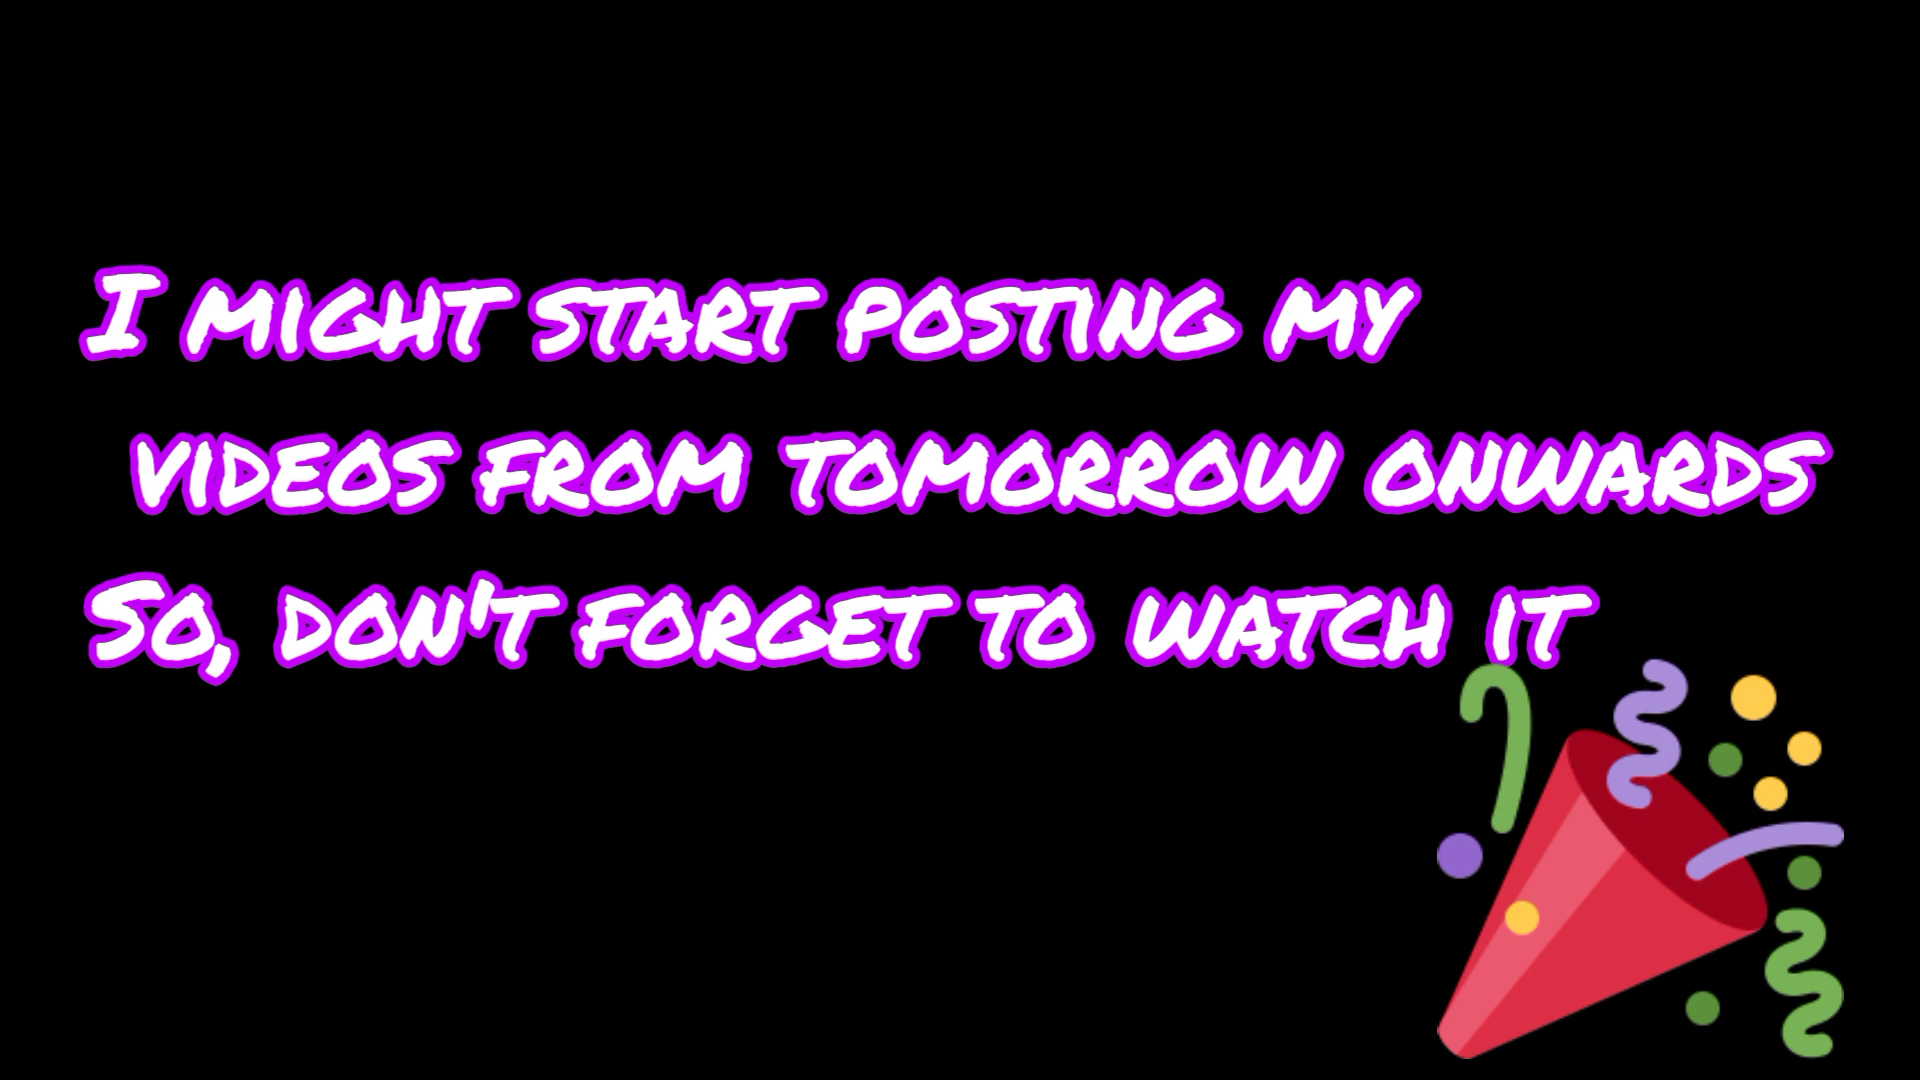 I might start posting my
videos from tomorrow onwards
So, don't forget to watch it